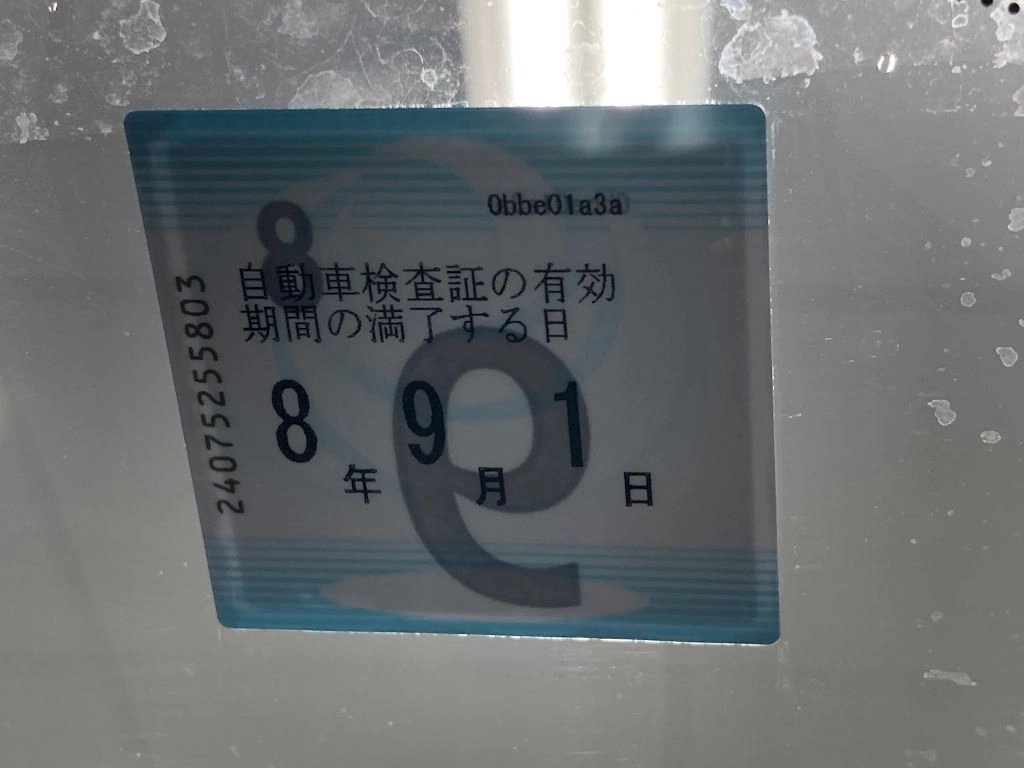 0bbe01a3a
8
自動車検査証の有効
期間の満了する日
8年 9月 1日
9
240752555803